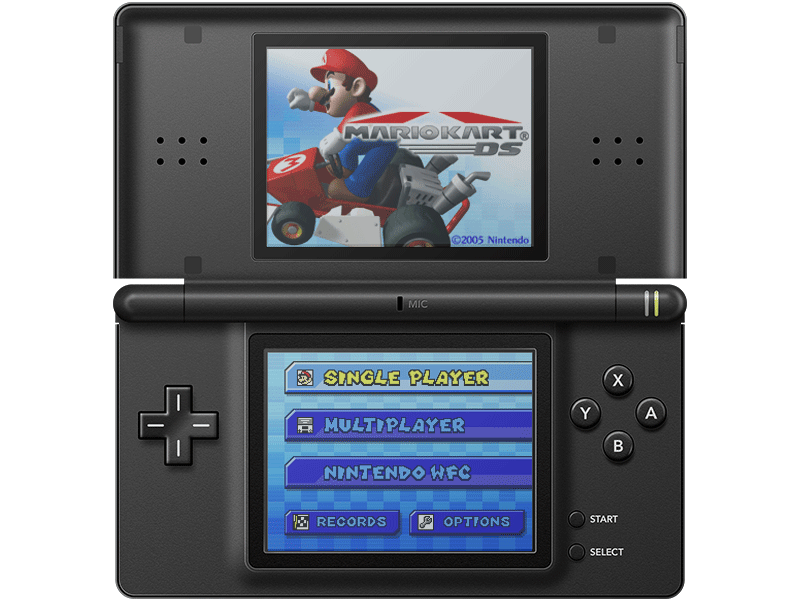 MARIOKART®
DS
©2005 Nintendo
MIC
SINGLE PLAYER
MULTIPLAYER
NINTENDO WFC
RECORDS
OPTIONS
X
Y
A
B
START
SELECT